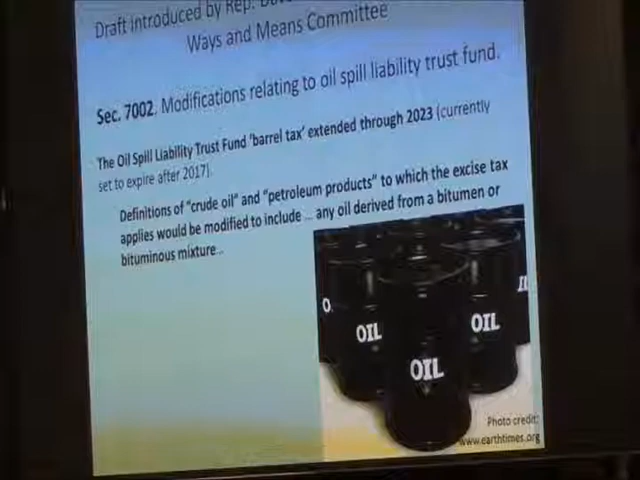 Draft Introduced by Rep.
Ways and Means Committee
Sec. 7002. Modifications relating to oil spill liability trust fund.
The Oil Spill Liability Trust Fund 'barrel tax' extended through 2023 (currently
set to expire after 2017).
Definitions of "crude oil" and "petroleum products" to which the excise tax
applies would be modified to include ... any oil derived from a bitumen or
bituminous mixture...
OIL
OIL
OIL
Photo credit:
www.earthtimes.org